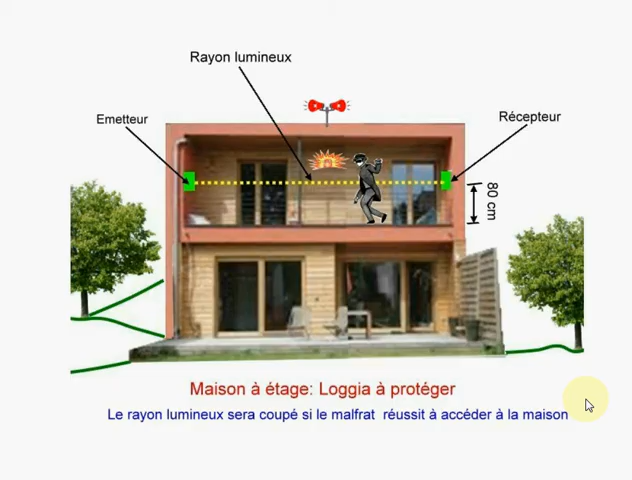 Rayon lumineux
Emetteur
Récepteur
80 cm
Maison à étage: Loggia à protéger
Le rayon lumineux sera coupé si le malfrat réussit à accéder à la maison